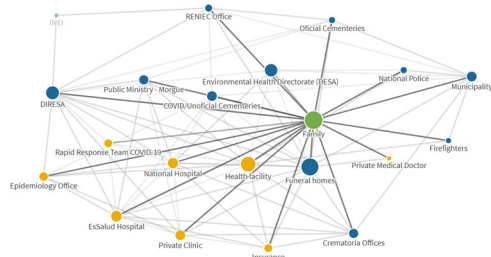 RENIEC Office
INEI
Oficial Cementeries
Environmental Health Directorate (DESA)
National Police
Municipality
Public Ministry - Morgue
DIRESA
COVID/Unoficial Cemeteries
Family
Firefighters
Rapid Response Team COVID-19
Private Medical Doctor
National Hospital
Health facility
Funeral homes
Epidemiology Office
EsSalud Hospital
Private Clinic
Crematoria Offices
Insurance